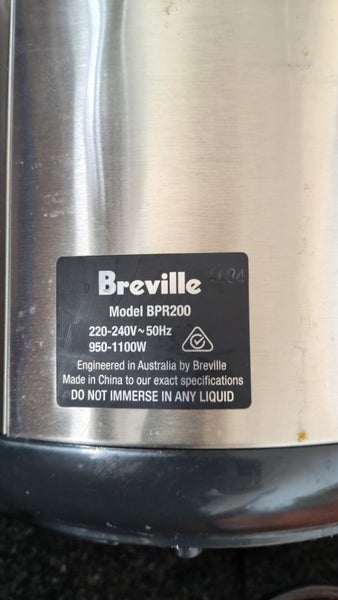 Breville
Model BPR200
220-240V~50Hz
950-1100W
Engineered in Australia by Breville
Made in China to our exact specifications
DO NOT IMMERSE IN ANY LIQUID